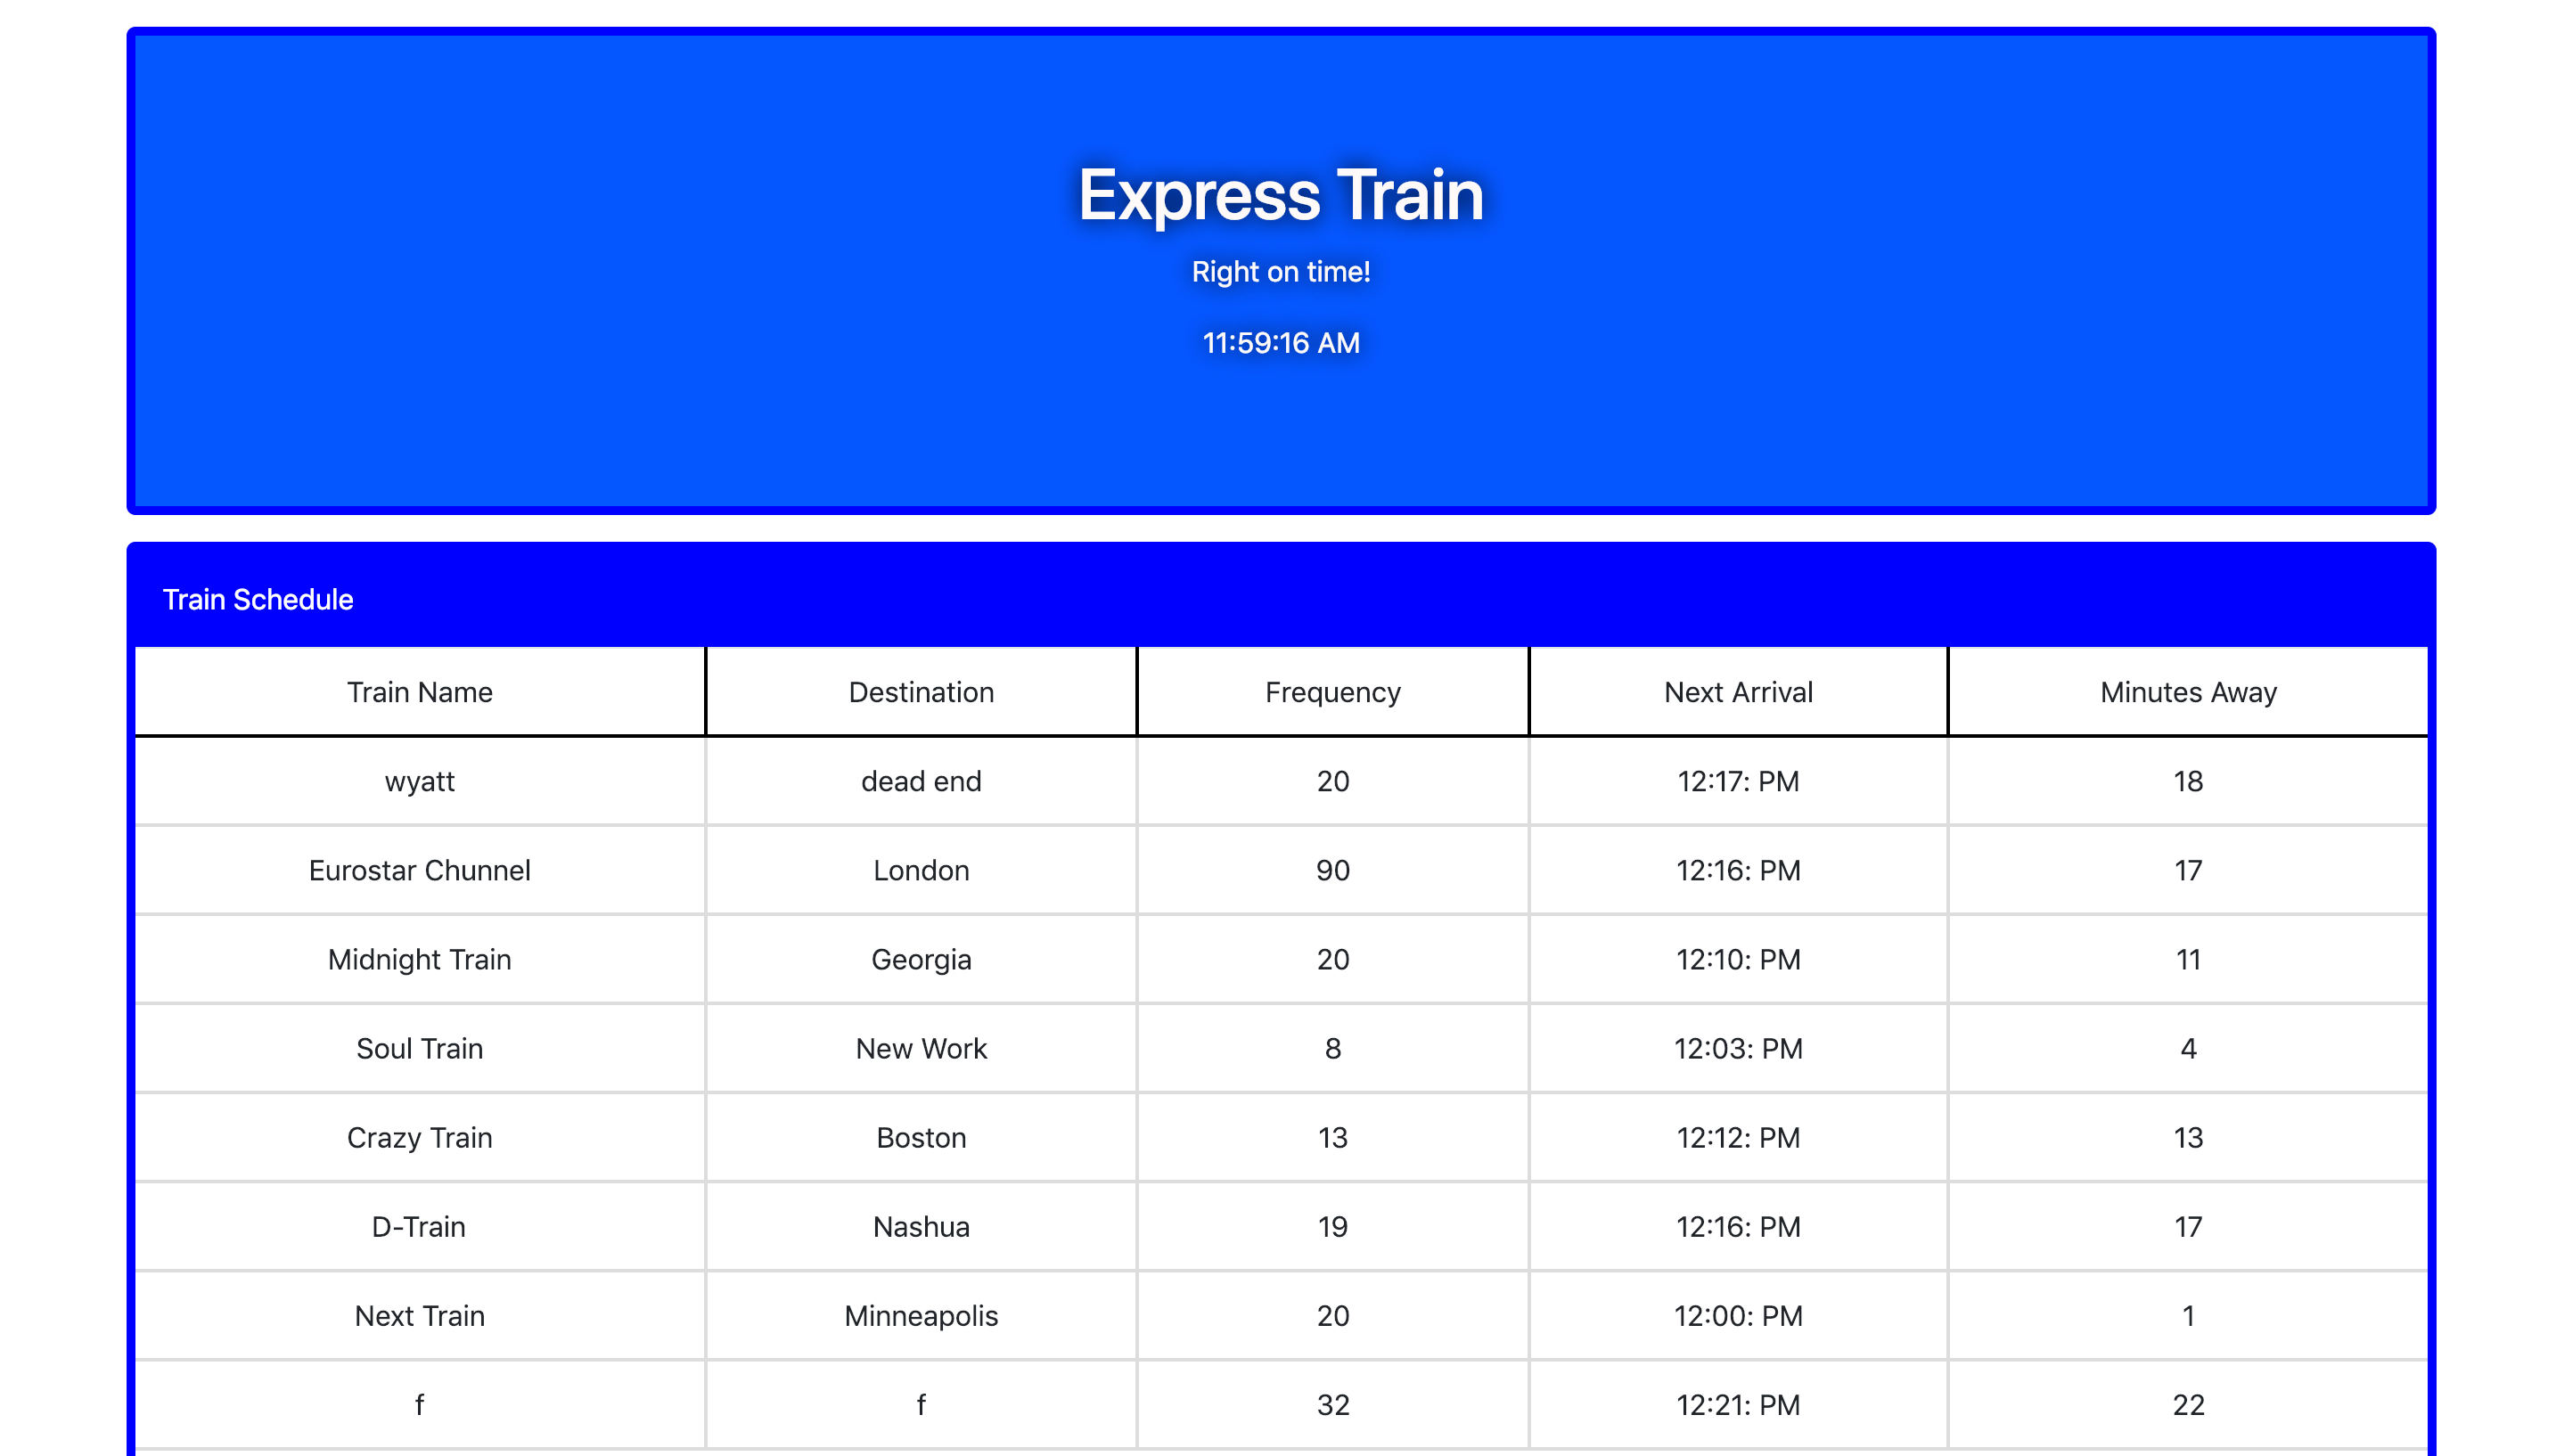 Express Train
Right on time!
11:59:16 AM
Train Schedule
Train Name Destination Frequency Next Arrival Minutes Away
wyatt dead end 20 12:17: PM 18
Eurostar Chunnel London 90 12:16: PM 17
Midnight Train Georgia 20 12:10: PM 11
Soul Train New Work 8 12:03: PM 4
Crazy Train Boston 13 12:12: PM 13
D-Train Nashua 19 12:16: PM 17
Next Train Minneapolis 20 12:00: PM 1
f f 32 12:21: PM 22